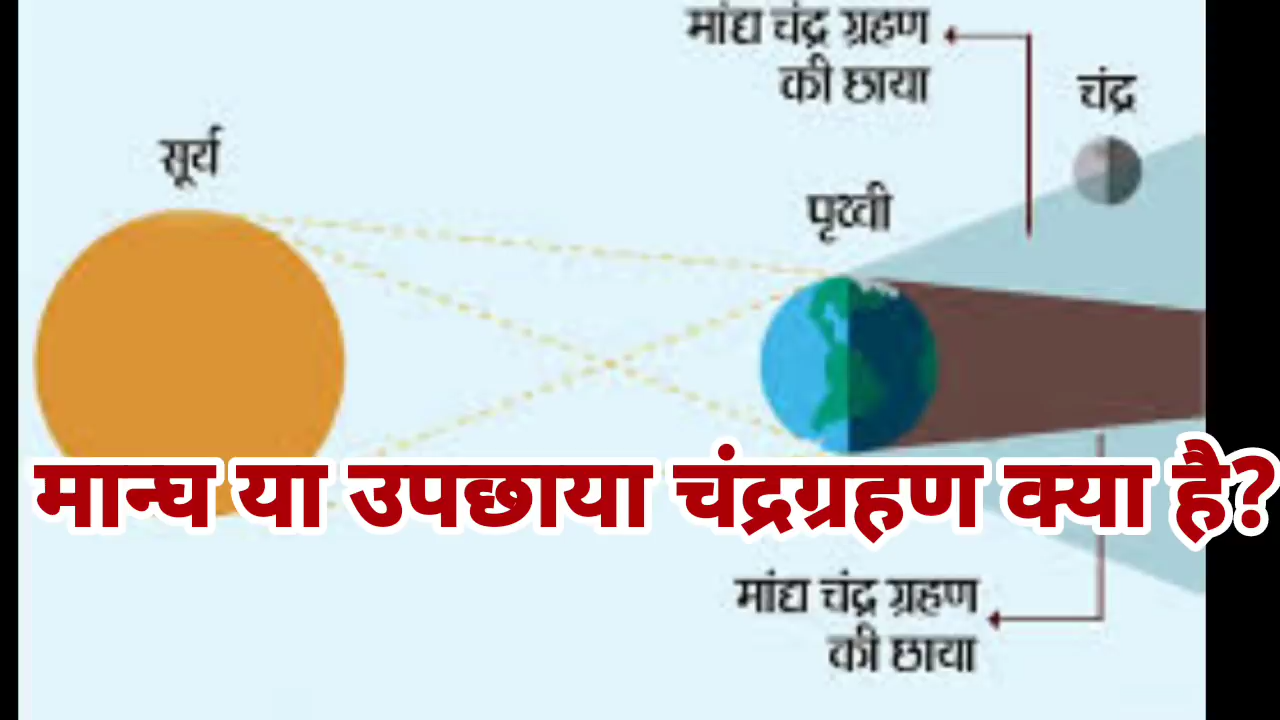 मांद्य चंद्र ग्रहण
की छाया
चंद्र
सूर्य
पृथ्वी
मान्घ या उपछाया चंद्रग्रहण क्या है?
मांद्य चंद्र ग्रहण
की छाया